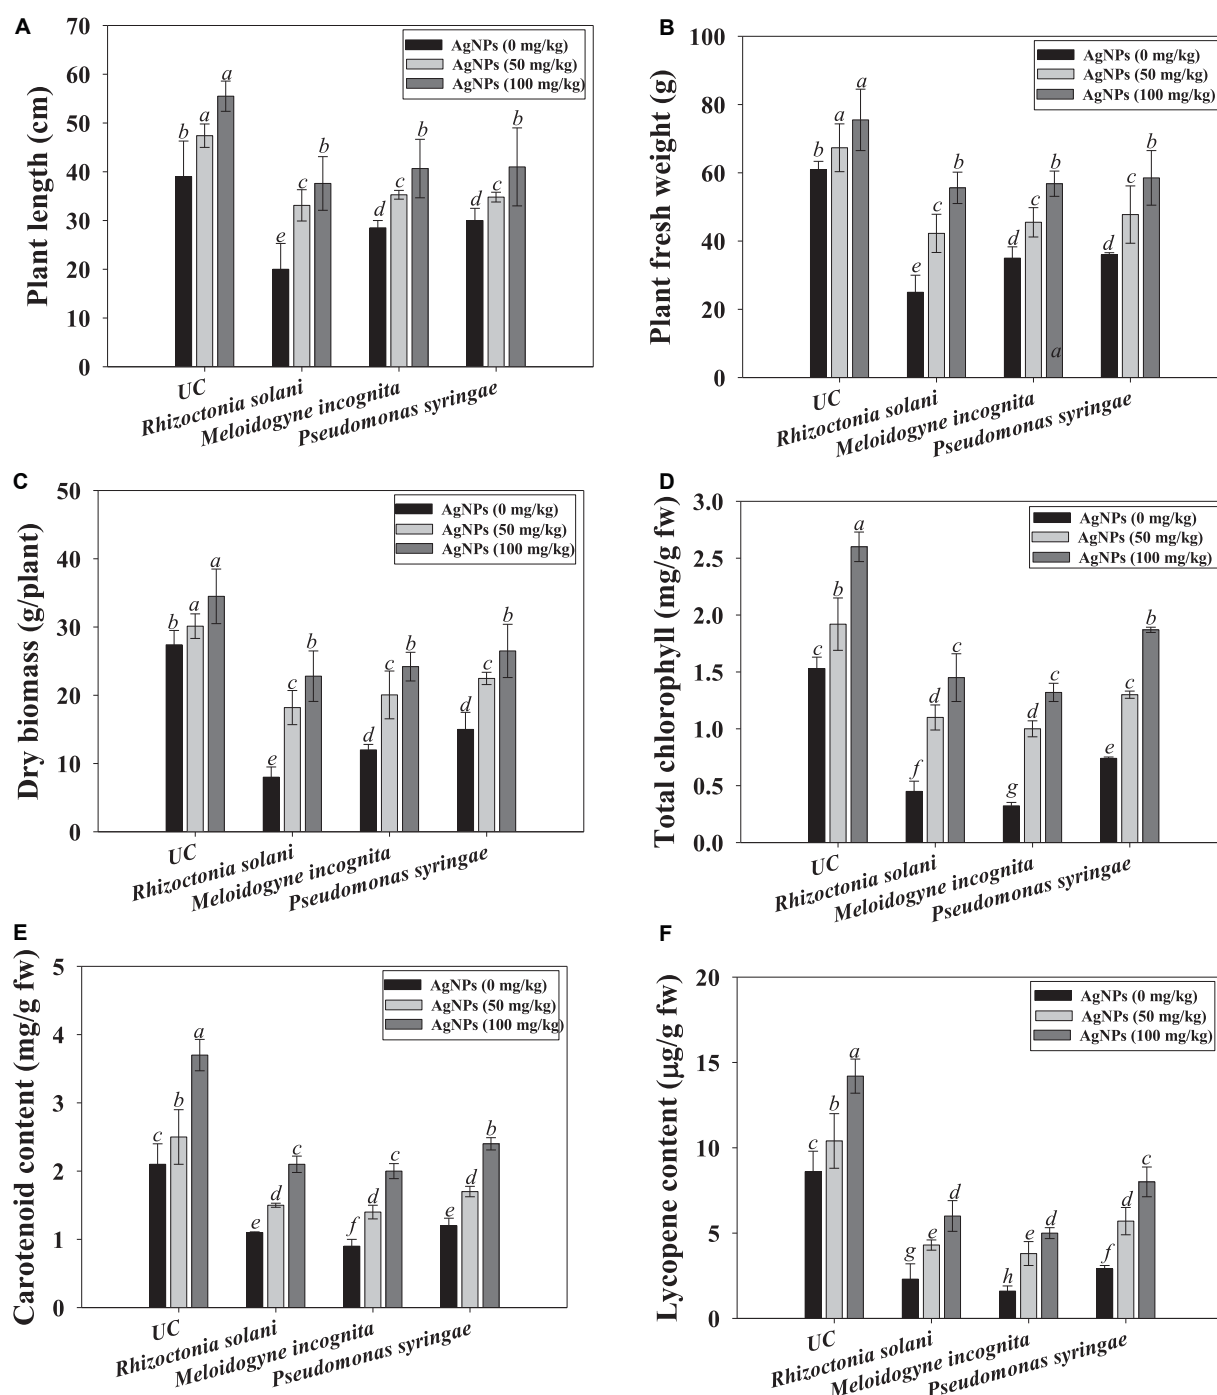 A
Plant length (cm)
70
60
50
40
30
20
10
0
AgNPs (0 mg/kg)
AgNPs (50 mg/kg)
AgNPs (100 mg/kg)
b a a
e c b
d c b
d c b
UC
Rhizoctonia solani
Meloidogyne incognita
Pseudomonas syringae
B
Plant fresh weight (g)
100
80
60
40
20
0
AgNPs (0 mg/kg)
AgNPs (50 mg/kg)
AgNPs (100 mg/kg)
b a a
e c b
d c b
a
d c b
UC
Rhizoctonia solani
Meloidogyne incognita
Pseudomonas syringae
C
Dry biomass (g/plant)
50
40
30
20
10
0
AgNPs (0 mg/kg)
AgNPs (50 mg/kg)
AgNPs (100 mg/kg)
b a a
e c b
d c b
d c b
UC
Rhizoctonia solani
Meloidogyne incognita
Pseudomonas syringae
D
Total chlorophyll (mg/g fw)
3.0
2.5
2.0
1.5
1.0
0.5
0.0
AgNPs (0 mg/kg)
AgNPs (50 mg/kg)
AgNPs (100 mg/kg)
c b a
f d c
g d c
e c b
UC
Rhizoctonia solani
Meloidogyne incognita
Pseudomonas syringae
E
Carotenoid content (mg/g fw)
5
4
3
2
1
0
AgNPs (0 mg/kg)
AgNPs (50 mg/kg)
AgNPs (100 mg/kg)
c b a
e d c
f d c
e d b
UC
Rhizoctonia solani
Meloidogyne incognita
Pseudomonas syringae
F
Lycopene content (μg/g fw)
20
15
10
5
0
AgNPs (0 mg/kg)
AgNPs (50 mg/kg)
AgNPs (100 mg/kg)
c b a
g e d
h e d
f d c
UC
Rhizoctonia solani
Meloidogyne incognita
Pseudomonas syringae